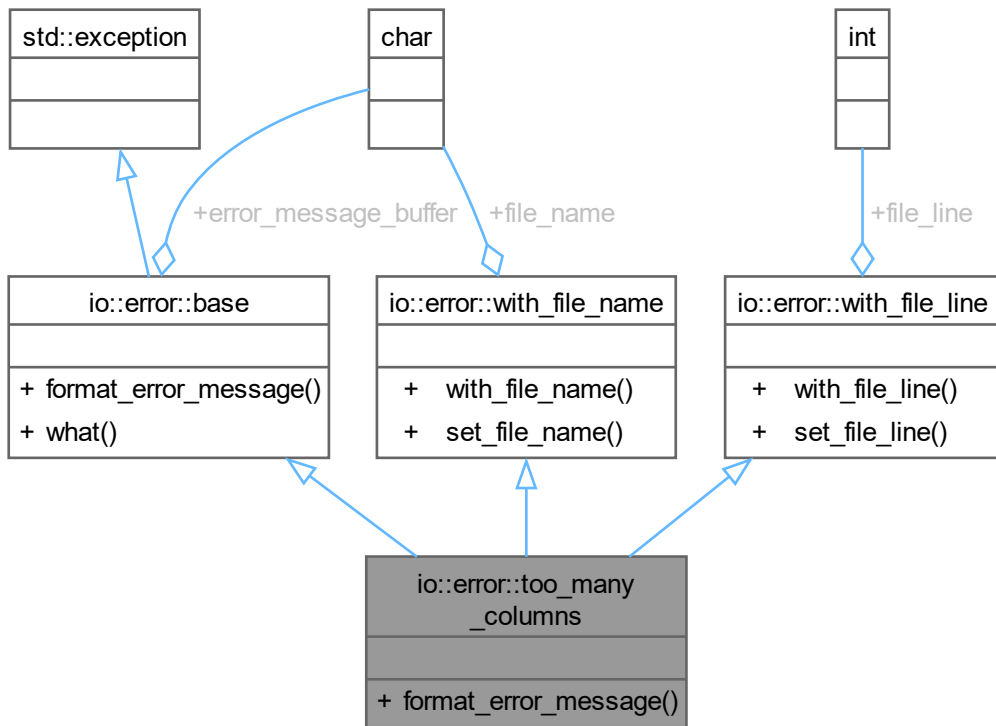 std::exception
char
int
+error_message_buffer
+file_name
+file_line
io::error::base
+ format_error_message()
+ what()
io::error::with_file_name
+ with_file_name()
+ set_file_name()
io::error::with_file_line
+ with_file_line()
+ set_file_line()
io::error::too_many
_columns
+ format_error_message()